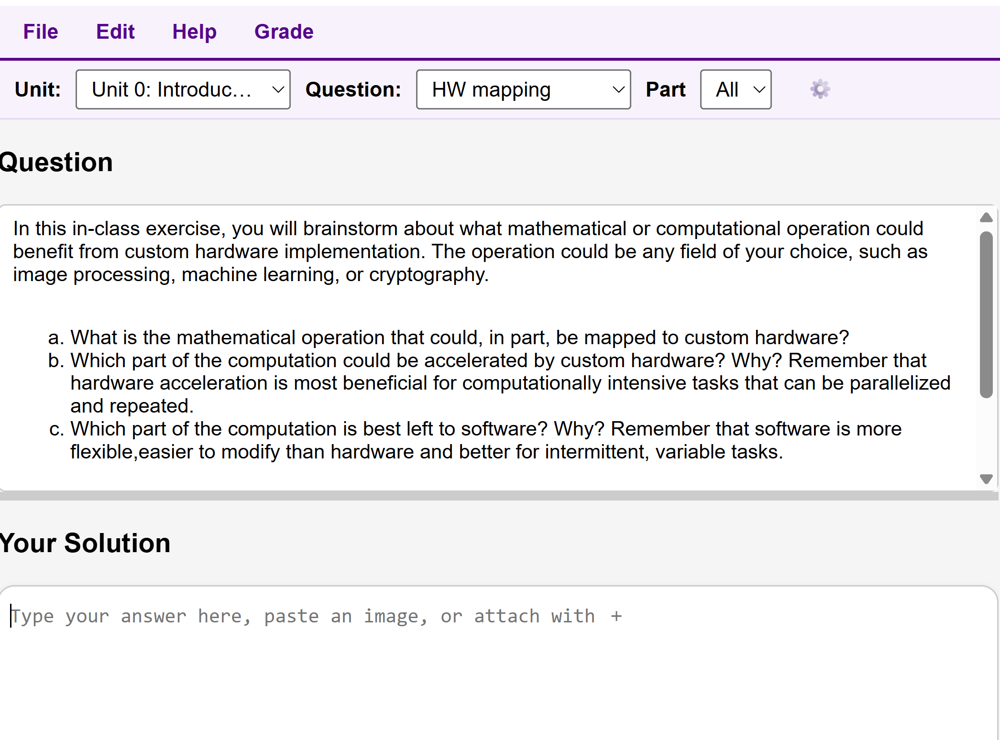 File Edit Help Grade
Unit: Unit 0: Introduc... Question: HW mapping Part All
Question
In this in-class exercise, you will brainstorm about what mathematical or computational operation could
benefit from custom hardware implementation. The operation could be any field of your choice, such as
image processing, machine learning, or cryptography.
a. What is the mathematical operation that could, in part, be mapped to custom hardware?
b. Which part of the computation could be accelerated by custom hardware? Why? Remember that
hardware acceleration is most beneficial for computationally intensive tasks that can be parallelized
and repeated.
c. Which part of the computation is best left to software? Why? Remember that software is more
flexible,easier to modify than hardware and better for intermittent, variable tasks.
Your Solution
Type your answer here, paste an image, or attach with +